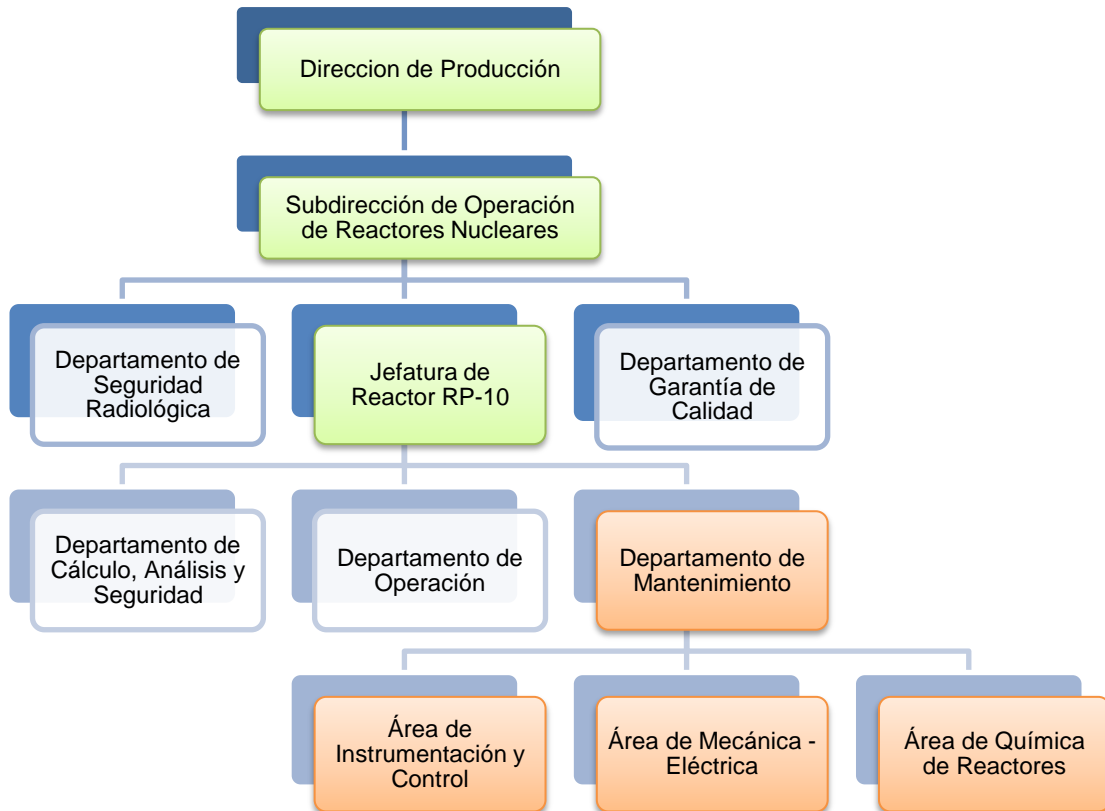 Direccion de Producción
Subdirección de Operación
de Reactores Nucleares
Departamento de
Seguridad
Radiológica
Jefatura de
Reactor RP-10
Departamento de
Garantía de
Calidad
Departamento de
Cálculo, Análisis y
Seguridad
Departamento de
Operación
Departamento de
Mantenimiento
Área de
Instrumentación y
Control
Área de Mecánica -
Eléctrica
Área de Química
de Reactores